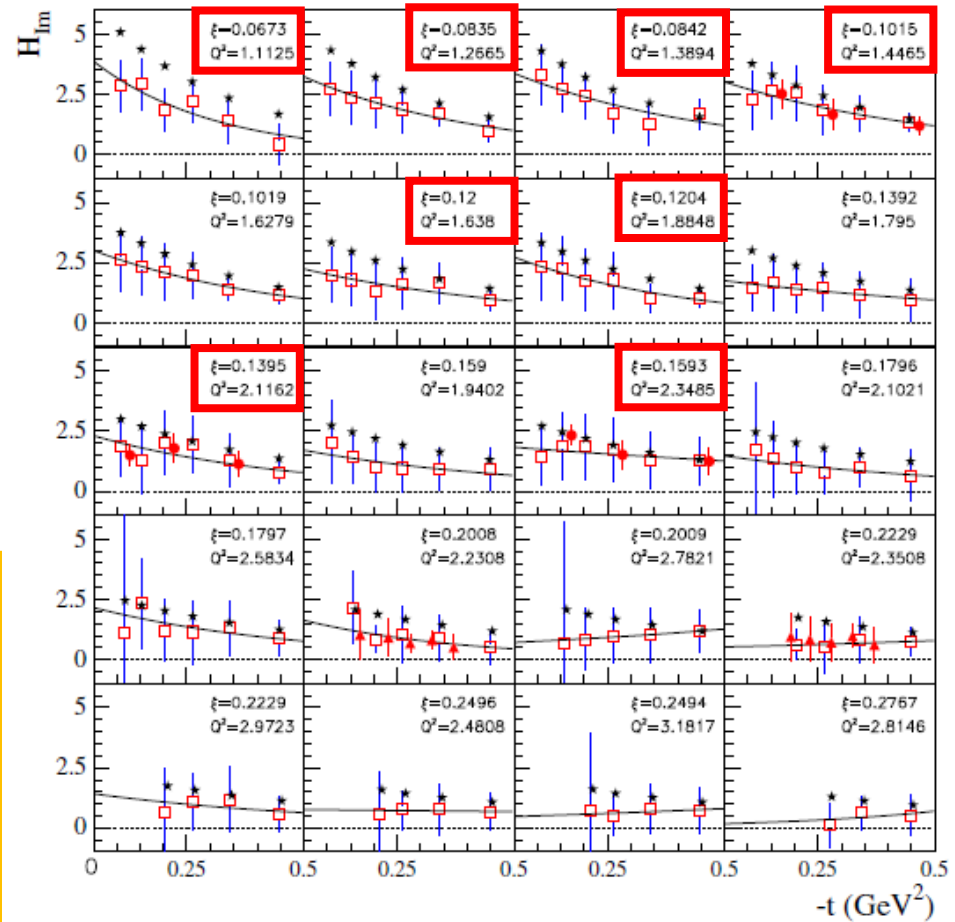 H_Im
5
2.5
0
ξ=0.0673
Q²=1.1125
ξ=0.0835
Q²=1.2665
ξ=0.0842
Q²=1.3894
ξ=0.1015
Q²=1.4465
5
2.5
0
ξ=0.1019
Q²=1.6279
ξ=0.12
Q²=1.638
ξ=0.1204
Q²=1.8848
ξ=0.1392
Q²=1.795
5
2.5
0
ξ=0.1395
Q²=2.1162
ξ=0.159
Q²=1.9402
ξ=0.1593
Q²=2.3485
ξ=0.1796
Q²=2.1021
5
2.5
0
ξ=0.1797
Q²=2.5834
ξ=0.2008
Q²=2.2308
ξ=0.2009
Q²=2.7821
ξ=0.2229
Q²=2.3508
5
2.5
0
ξ=0.2229
Q²=2.9723
ξ=0.2496
Q²=2.4808
ξ=0.2494
Q²=3.1817
ξ=0.2767
Q²=2.8146
0 0.25 0.25 0.25 0.5 0.25 0.5
-t (GeV²)